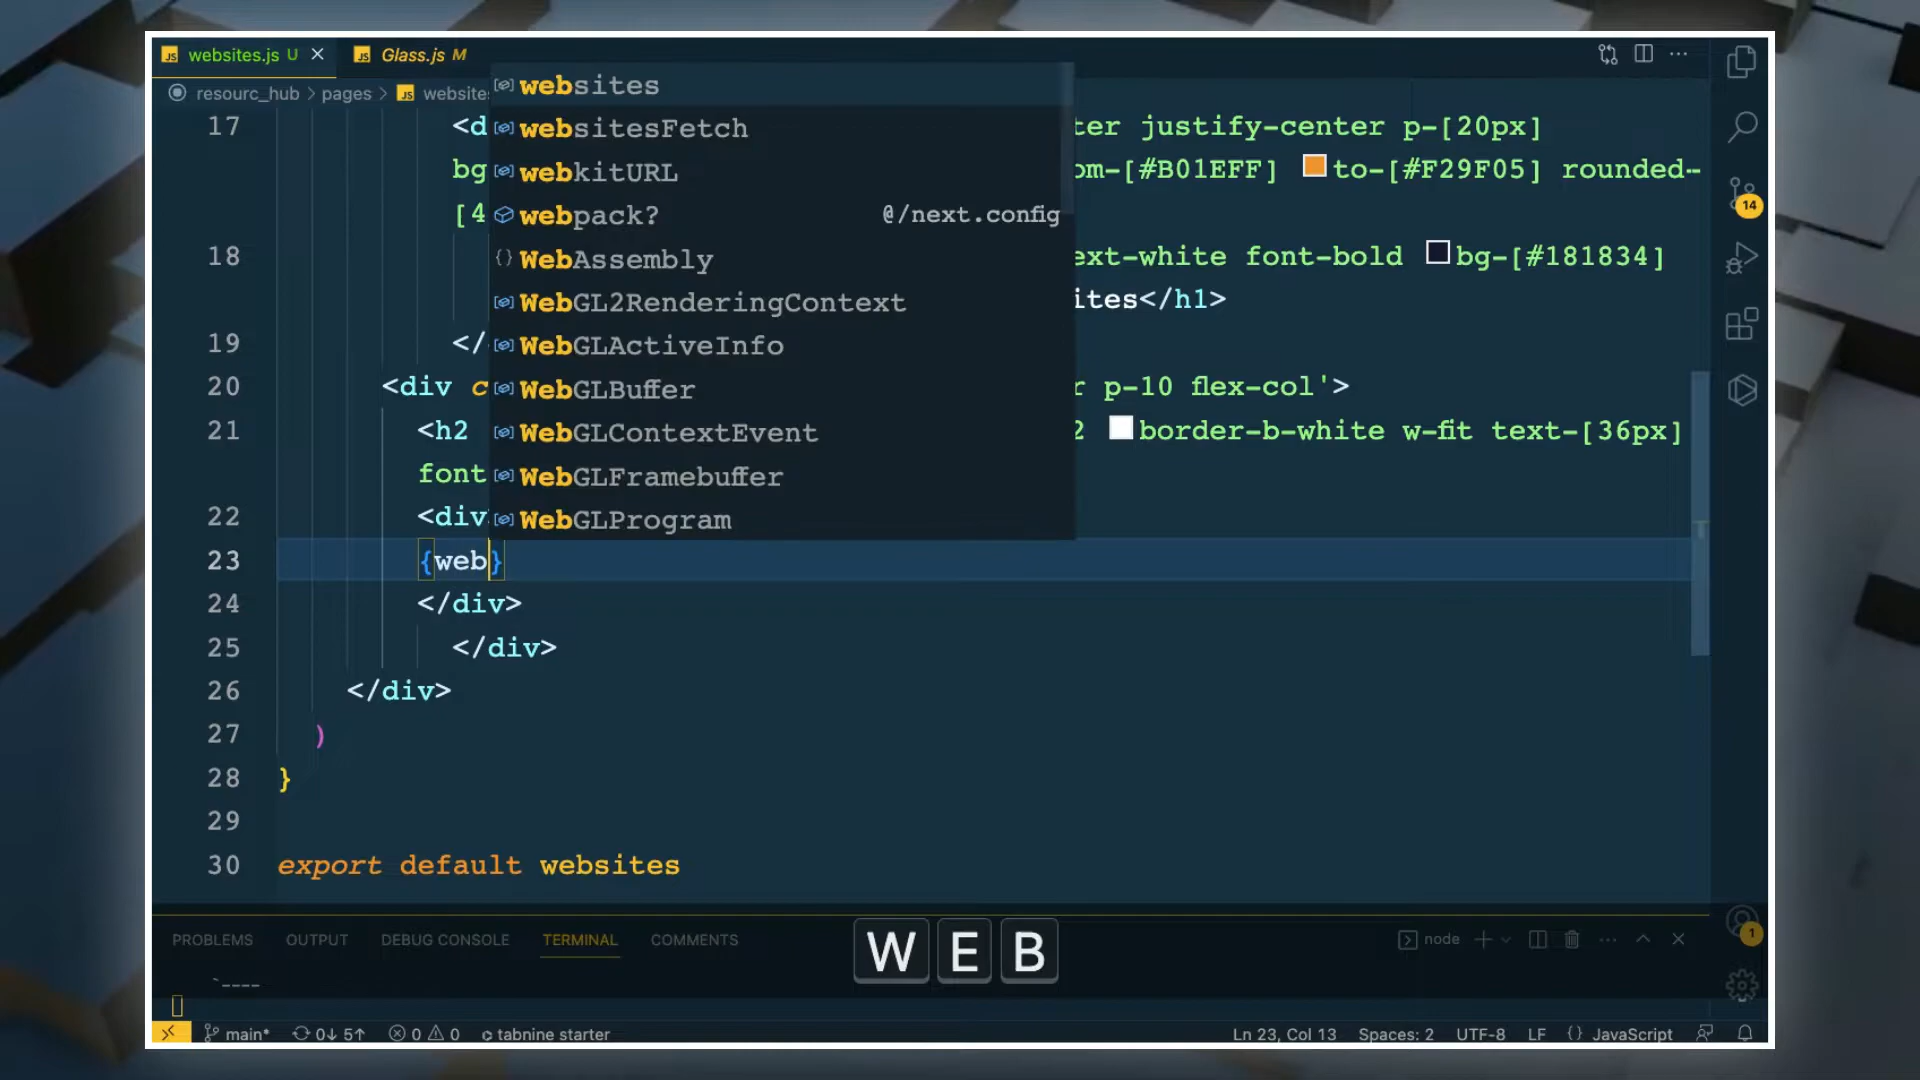 websites.js U
Glass.js M
resourc_hub > pages > website
websites
websitesFetch
webkitURL
webpack? @/next.config
WebAssembly
WebGL2RenderingContext
WebGLActiveInfo
WebGLBuffer
WebGLContextEvent
WebGLFramebuffer
WebGLProgram
17 <d ter justify-center p-[20px]
bg om-[#B01EFF] to-[#F29F05] rounded-
[4
18 ext-white font-bold bg-[#181834]
ites</h1>
19 </
20 <div c r p-10 flex-col'>
21 <h2 2 border-b-white w-fit text-[36px]
font
22 <div
23 {web}
24 </div>
25 </div>
26 </div>
27 )
28 }
29
30 export default websites
PROBLEMS OUTPUT DEBUG CONSOLE TERMINAL COMMENTS
node
`----
W E B
14
1
main* 0↓ 5↑ 0 0 tabnine starter
Ln 23, Col 13 Spaces: 2 UTF-8 LF {} JavaScript